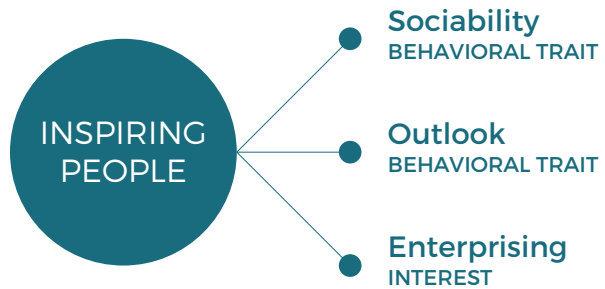 INSPIRING
PEOPLE
Sociability
BEHAVIORAL TRAIT
Outlook
BEHAVIORAL TRAIT
Enterprising
INTEREST